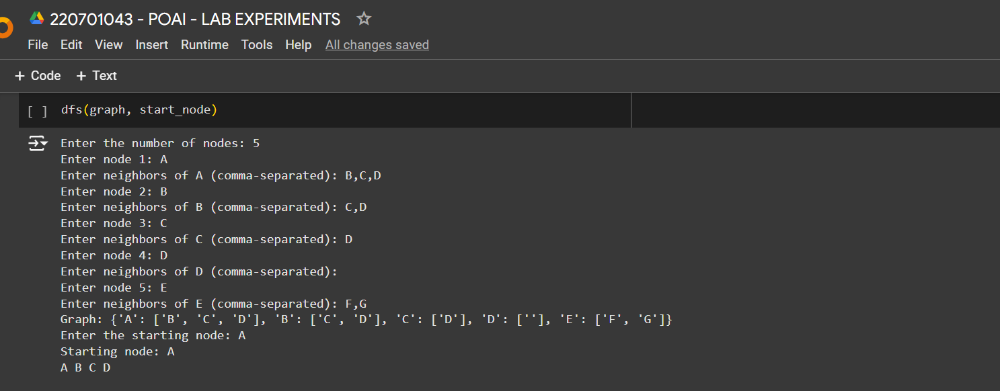 220701043 - POAI - LAB EXPERIMENTS
File Edit View Insert Runtime Tools Help All changes saved
+ Code + Text
[ ] dfs(graph, start_node)
Enter the number of nodes: 5
Enter node 1: A
Enter neighbors of A (comma-separated): B,C,D
Enter node 2: B
Enter neighbors of B (comma-separated): C,D
Enter node 3: C
Enter neighbors of C (comma-separated): D
Enter node 4: D
Enter neighbors of D (comma-separated):
Enter node 5: E
Enter neighbors of E (comma-separated): F,G
Graph: {'A': ['B', 'C', 'D'], 'B': ['C', 'D'], 'C': ['D'], 'D': [''], 'E': ['F', 'G']}
Enter the starting node: A
Starting node: A
A B C D